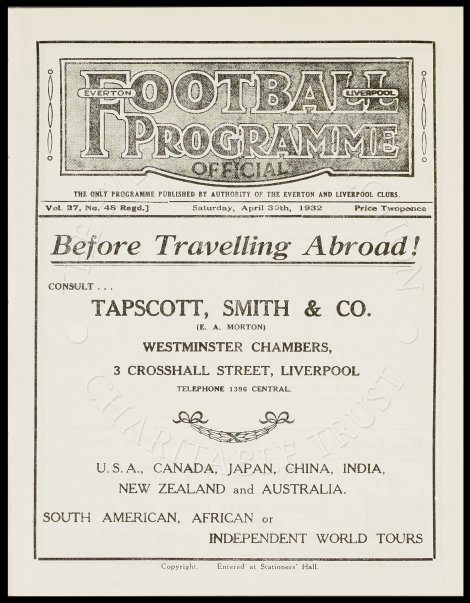 EVERTON LIVERPOOL
FOOTBALL
PROGRAMME
OFFICIAL
THE ONLY PROGRAMME PUBLISHED BY AUTHORITY OF THE EVERTON AND LIVERPOOL CLUBS.
Vol. 27, No. 48 Regd.] Saturday, April 30th, 1932 Price Twopence
Before Travelling Abroad!
CONSULT . . .
TAPSCOTT, SMITH & CO.
(E. A. MORTON)
WESTMINSTER CHAMBERS,
3 CROSSHALL STREET, LIVERPOOL
TELEPHONE 1396 CENTRAL.
U.S.A., CANADA, JAPAN, CHINA, INDIA,
NEW ZEALAND and AUSTRALIA.
SOUTH AMERICAN, AFRICAN or
INDEPENDENT WORLD TOURS
Copyright. Entered at Stationers' Hall.
CHARITABLE TRUST